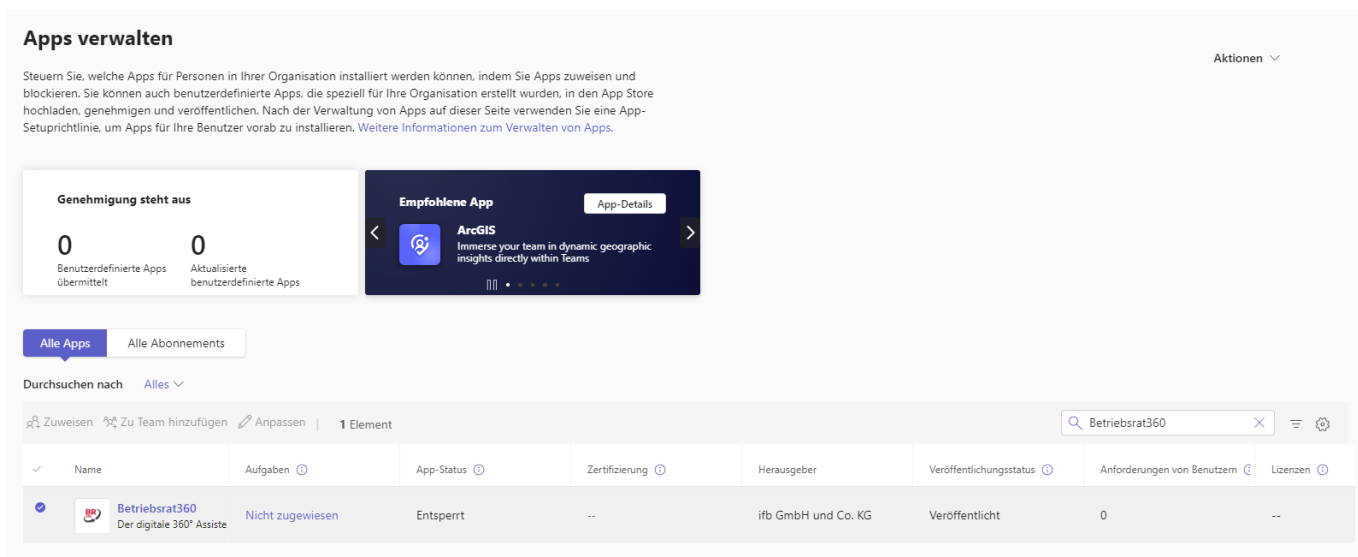 Apps verwalten
Aktionen
Steuern Sie, welche Apps für Personen in Ihrer Organisation installiert werden können, indem Sie Apps zuweisen und
blockieren. Sie können auch benutzerdefinierte Apps, die speziell für Ihre Organisation erstellt wurden, in den App Store
hochladen, genehmigen und veröffentlichen. Nach der Verwaltung von Apps auf dieser Seite verwenden Sie eine App-
Setuprichtlinie, um Apps für Ihre Benutzer vorab zu installieren. Weitere Informationen zum Verwalten von Apps.
Genehmigung steht aus
0
Benutzerdefinierte Apps
übermittelt
0
Aktualisierte
benutzerdefinierte Apps
Empfohlene App
App-Details
ArcGIS
Immerse your team in dynamic geographic
insights directly within Teams
Alle Apps
Alle Abonnements
Durchsuchen nach Alles
Zuweisen Zu Team hinzufügen Anpassen | 1 Element
Betriebsrat360
Name Aufgaben App-Status Zertifizierung Herausgeber Veröffentlichungsstatus Anforderungen von Benutzern Lizenzen
BR
Betriebsrat360
Der digitale 360° Assiste
Nicht zugewiesen Entsperrt -- ifb GmbH und Co. KG Veröffentlicht 0 --